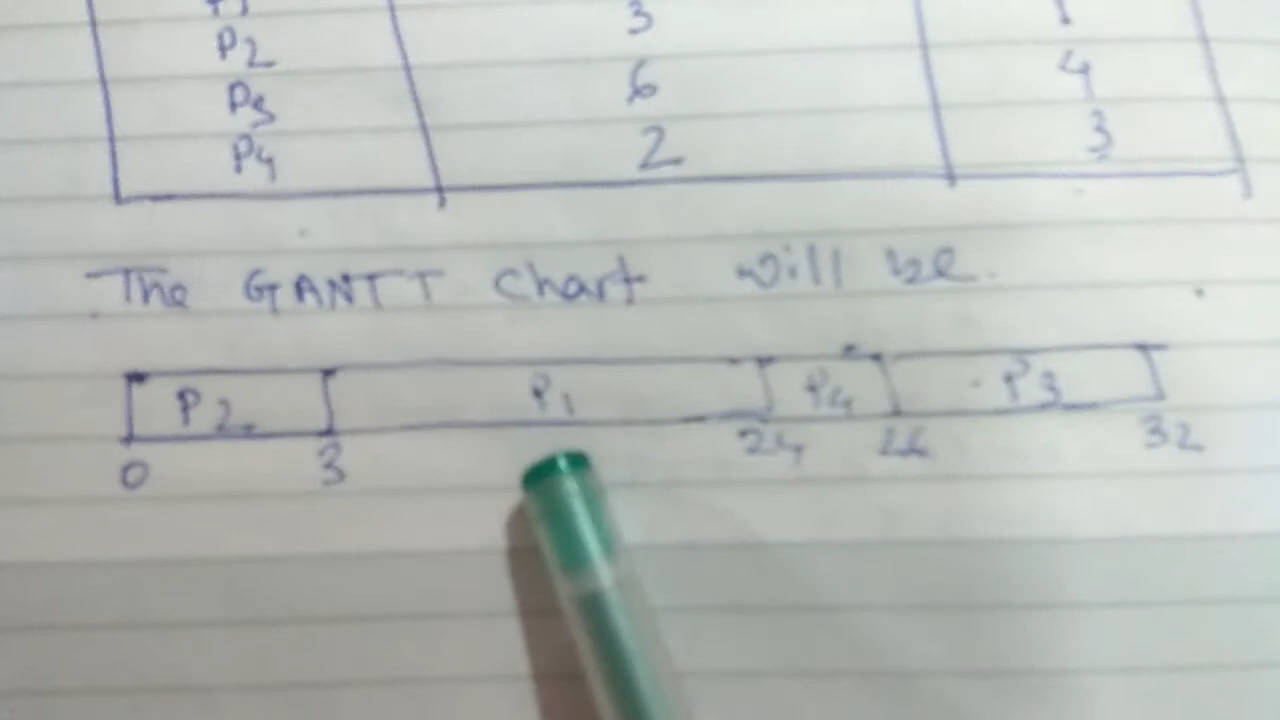 P2 3
P3 6 4
P4 2 3
The GANTT chart will be.
P2 P1 P4 P3
0 3 24 26 32